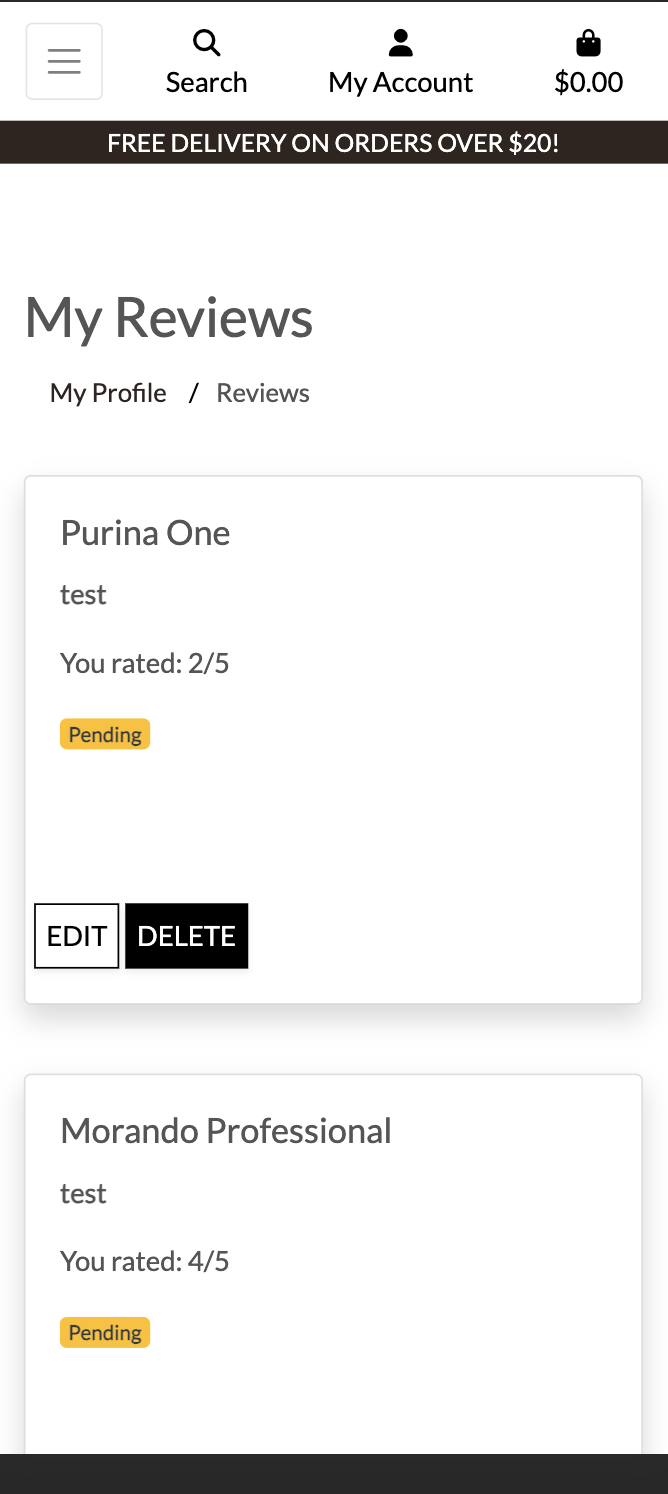 Search My Account $0.00
FREE DELIVERY ON ORDERS OVER $20!
My Reviews
My Profile / Reviews
Purina One
test
You rated: 2/5
Pending
EDIT DELETE
Morando Professional
test
You rated: 4/5
Pending